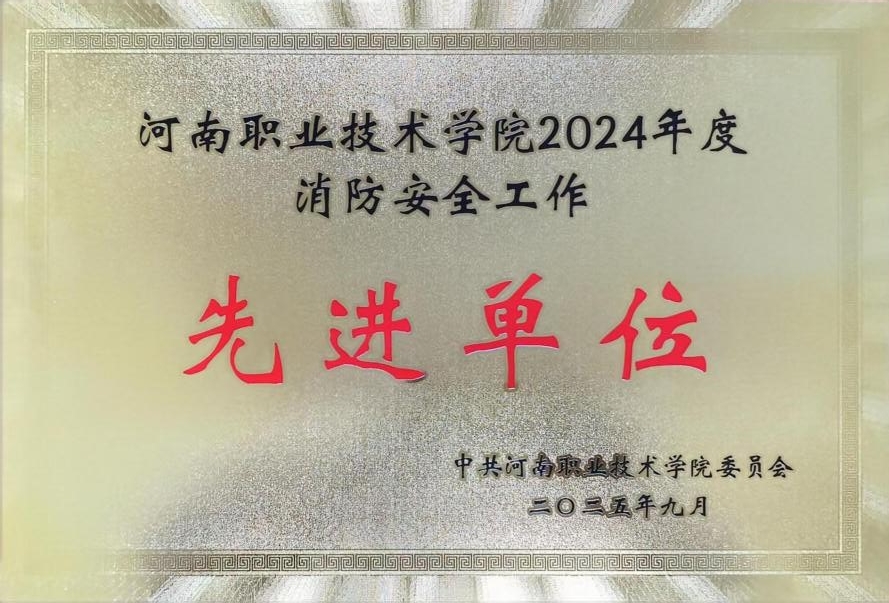 河南职业技术学院2024年度
消防安全工作
先进单位
中共河南职业技术学院委员会
二〇二五年九月